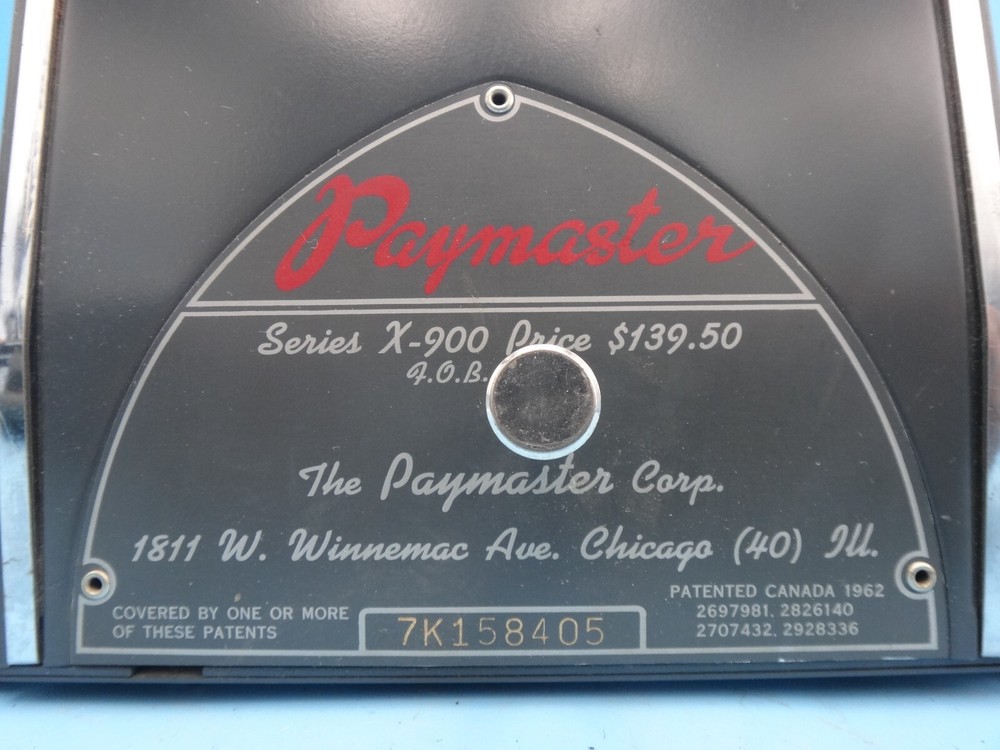 Paymaster
Series X-900 Price $139.50
F.O.B.
The Paymaster Corp.
1811 W. Winnemac Ave. Chicago (40) Ill.
COVERED BY ONE OR MORE
OF THESE PATENTS
7K158405
PATENTED CANADA 1962
2697981, 2826140
2707432, 2928336